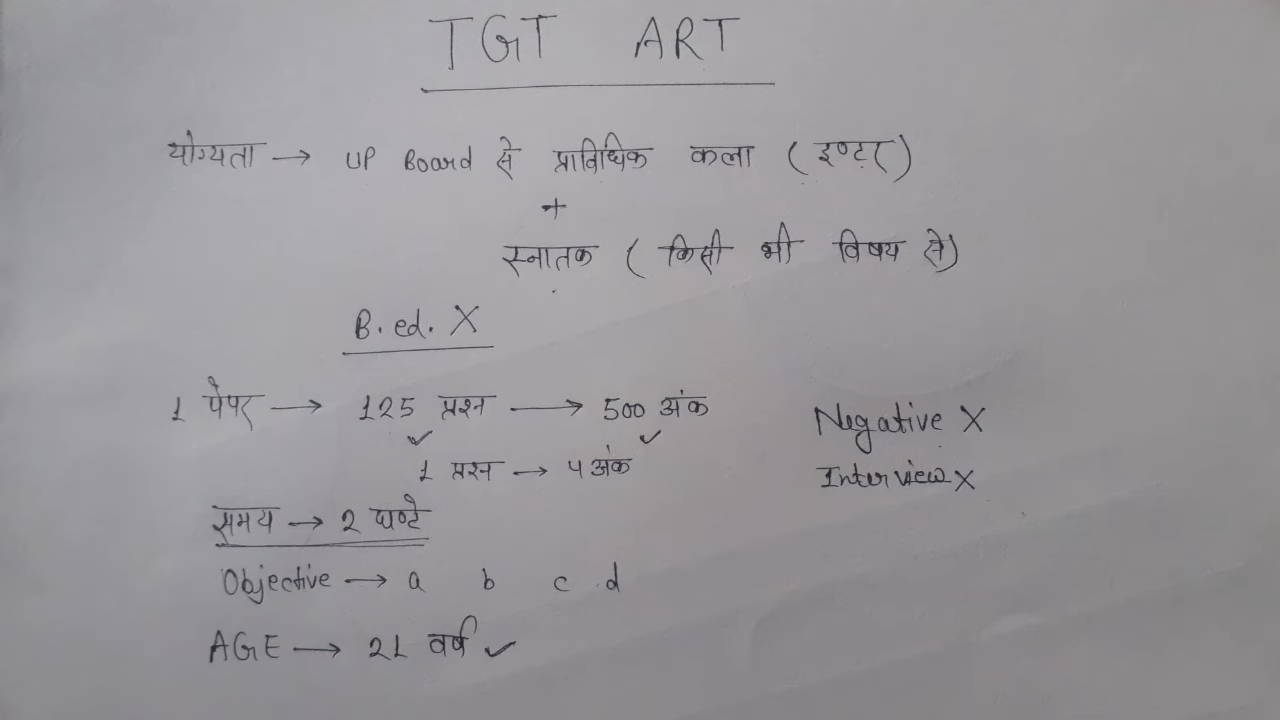 TGT ART
योग्यता → UP Board से प्राविधिक कला (इण्टर)
+
स्नातक (किसी भी विषय से)
B.ed. X
1 पेपर → 125 प्रश्न → 500 अंक
Negative X
1 प्रश्न → 4 अंक
Interview X
समय → 2 घण्टे
Objective → a b c d
AGE → 21 वर्ष ✓